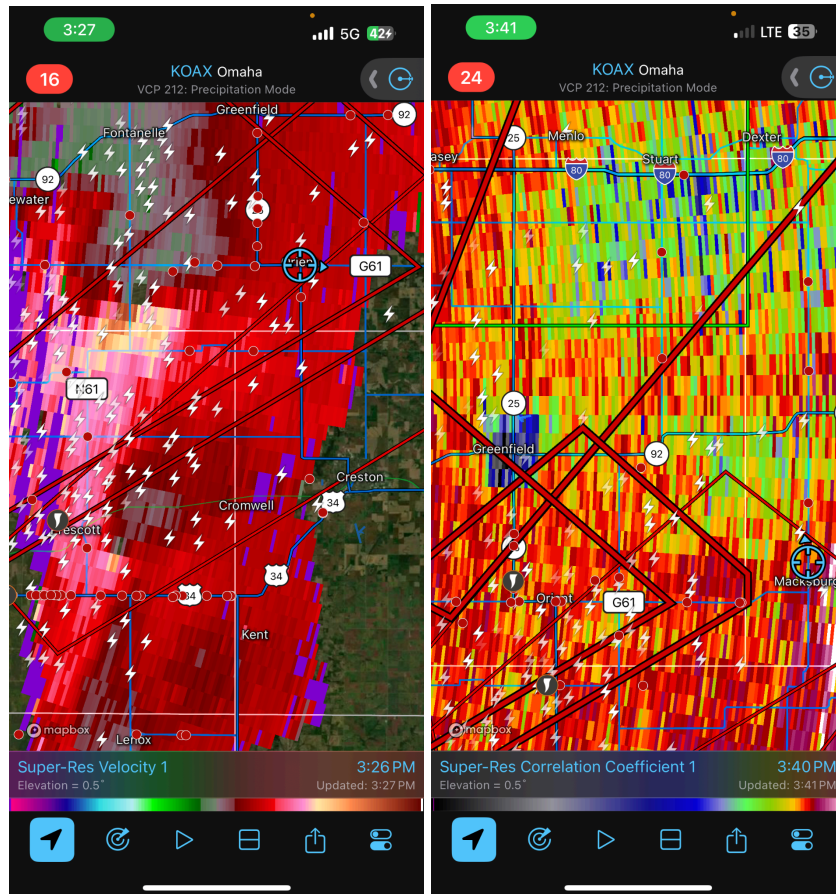 3:27
5G 42
16
KOAX Omaha
VCP 212: Precipitation Mode
Greenfield
92
Fontanelle
92
G61
N61
Creston
34
Cromwell
34
34
Kent
mapbox
Lenox
Super-Res Velocity 1
3:26 PM
Elevation = 0.5°
Updated: 3:27 PM
3:41
LTE 35
24
KOAX Omaha
VCP 212: Precipitation Mode
25
Menlo
Dexter
80
Stuart
80
80
25
Greenfield
92
Orient
G61
mapbox
Super-Res Correlation Coefficient 1
3:40 PM
Elevation = 0.5°
Updated: 3:41 PM